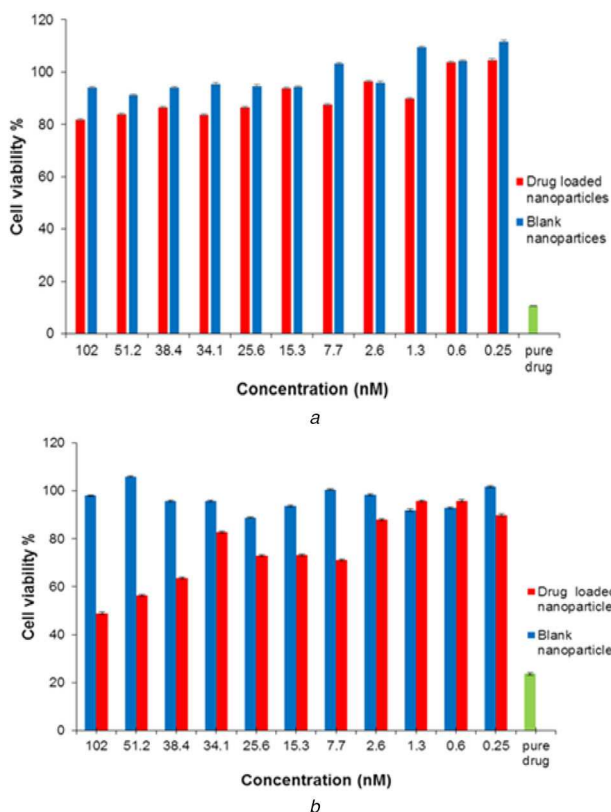 120
100
80
60
40
20
0
Cell viability %
Drug loaded
nanoparticles
Blank
nanopartices
102 51.2 38.4 34.1 25.6 15.3 7.7 2.6 1.3 0.6 0.25 pure
drug
Concentration (nM)
a
120
100
80
60
40
20
0
Cell viability %
Drug loaded
nanoparticle
Blank
nanoparticle
102 51.2 38.4 34.1 25.6 15.3 7.7 2.6 1.3 0.6 0.25 pure
drug
Concentration (nM)
b